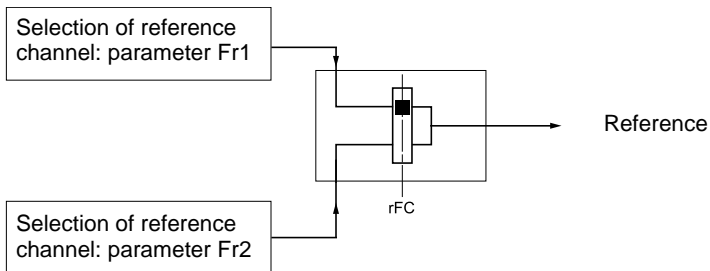 Selection of reference
channel: parameter Fr1
Reference
rFC
Selection of reference
channel: parameter Fr2